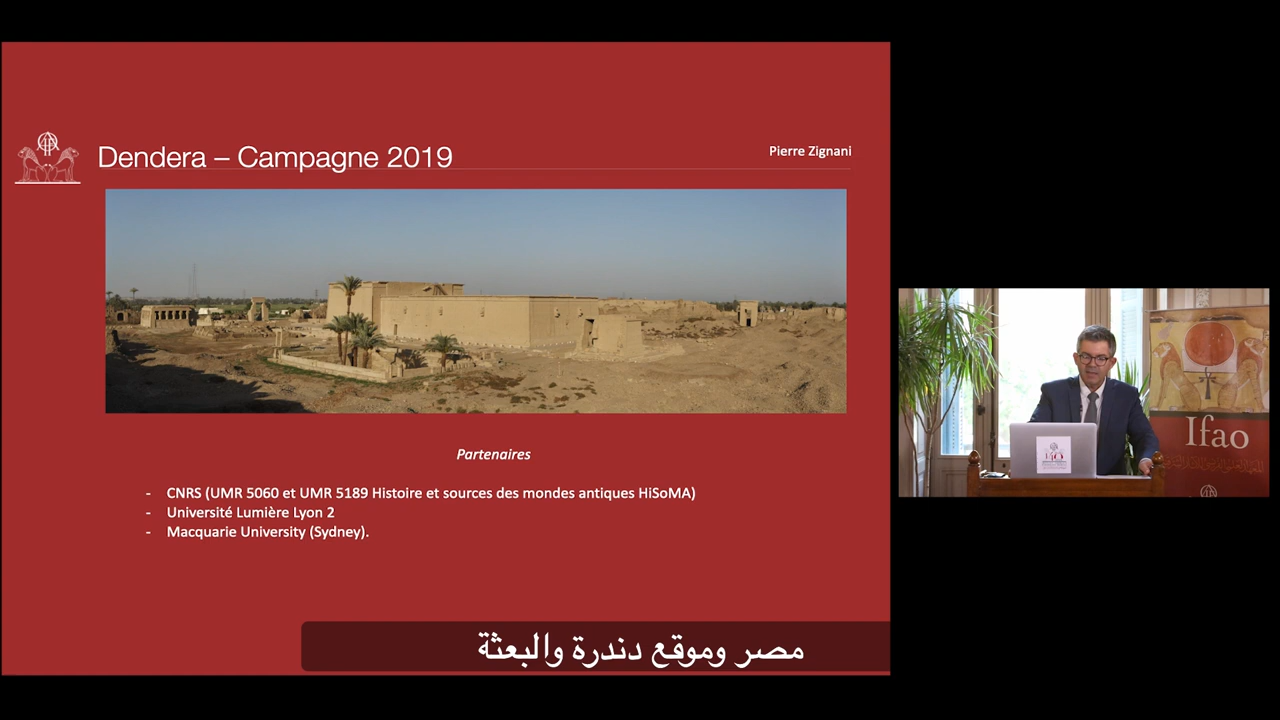 Dendera – Campagne 2019
Pierre Zignani
Partenaires
- CNRS (UMR 5060 et UMR 5189 Histoire et sources des mondes antiques HiSoMA)
- Université Lumière Lyon 2
- Macquarie University (Sydney).
مصر وموقع دندرة والبعثة
Ifao